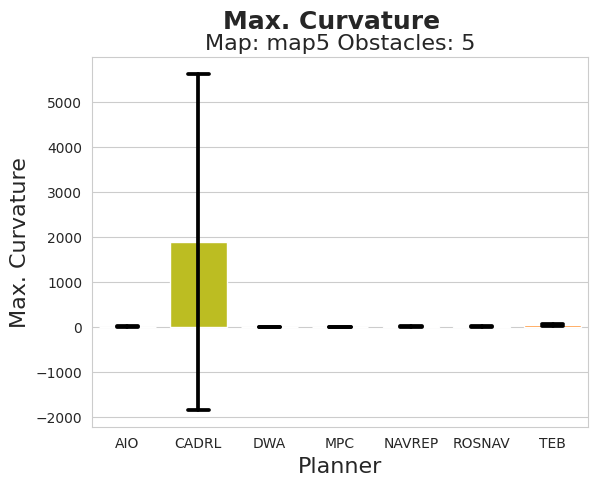 Max. Curvature
Map: map5 Obstacles: 5
Max. Curvature
5000
4000
3000
2000
1000
0
−1000
−2000
AIO CADRL DWA MPC NAVREP ROSNAV TEB
Planner